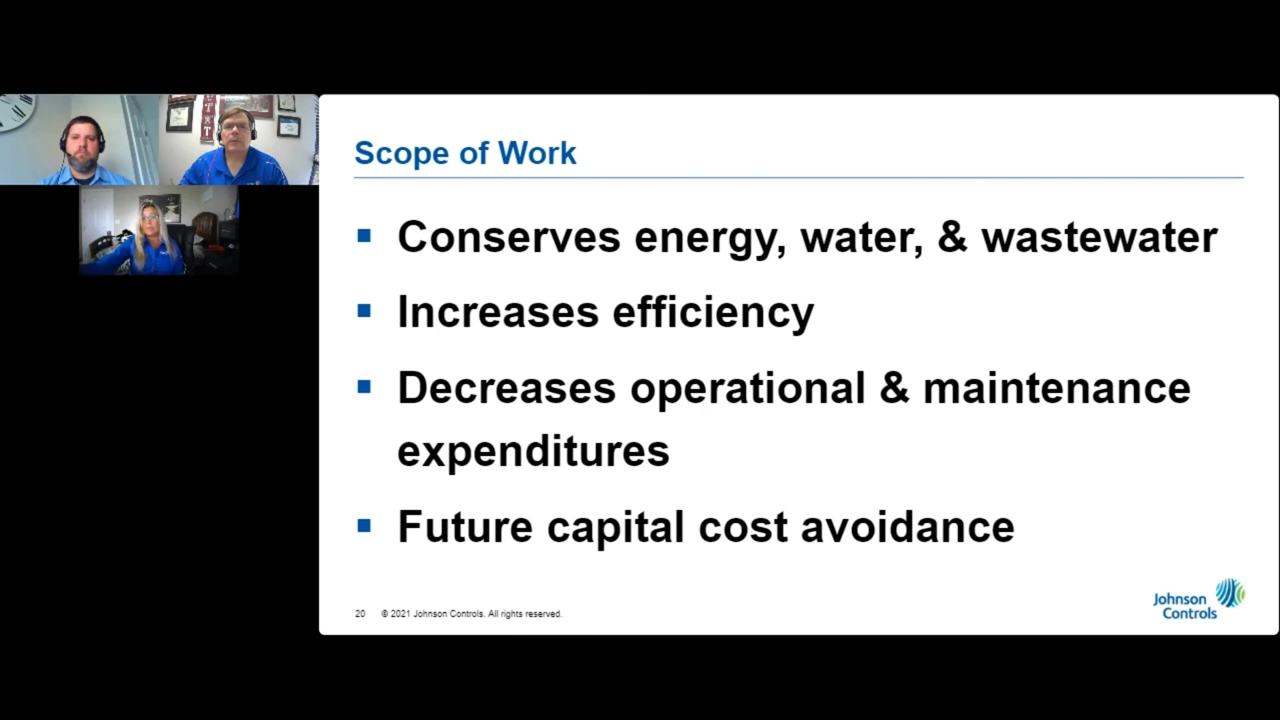 Scope of Work
▪ Conserves energy, water, & wastewater
▪ Increases efficiency
▪ Decreases operational & maintenance
expenditures
▪ Future capital cost avoidance
20 © 2021 Johnson Controls. All rights reserved.
Johnson
Controls